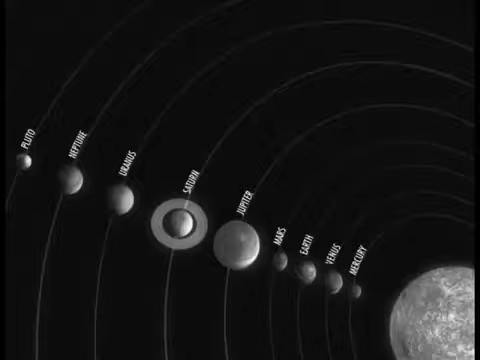 PLUTO
NEPTUNE
URANUS
SATURN
JUPITER
MARS
EARTH
VENUS
MERCURY